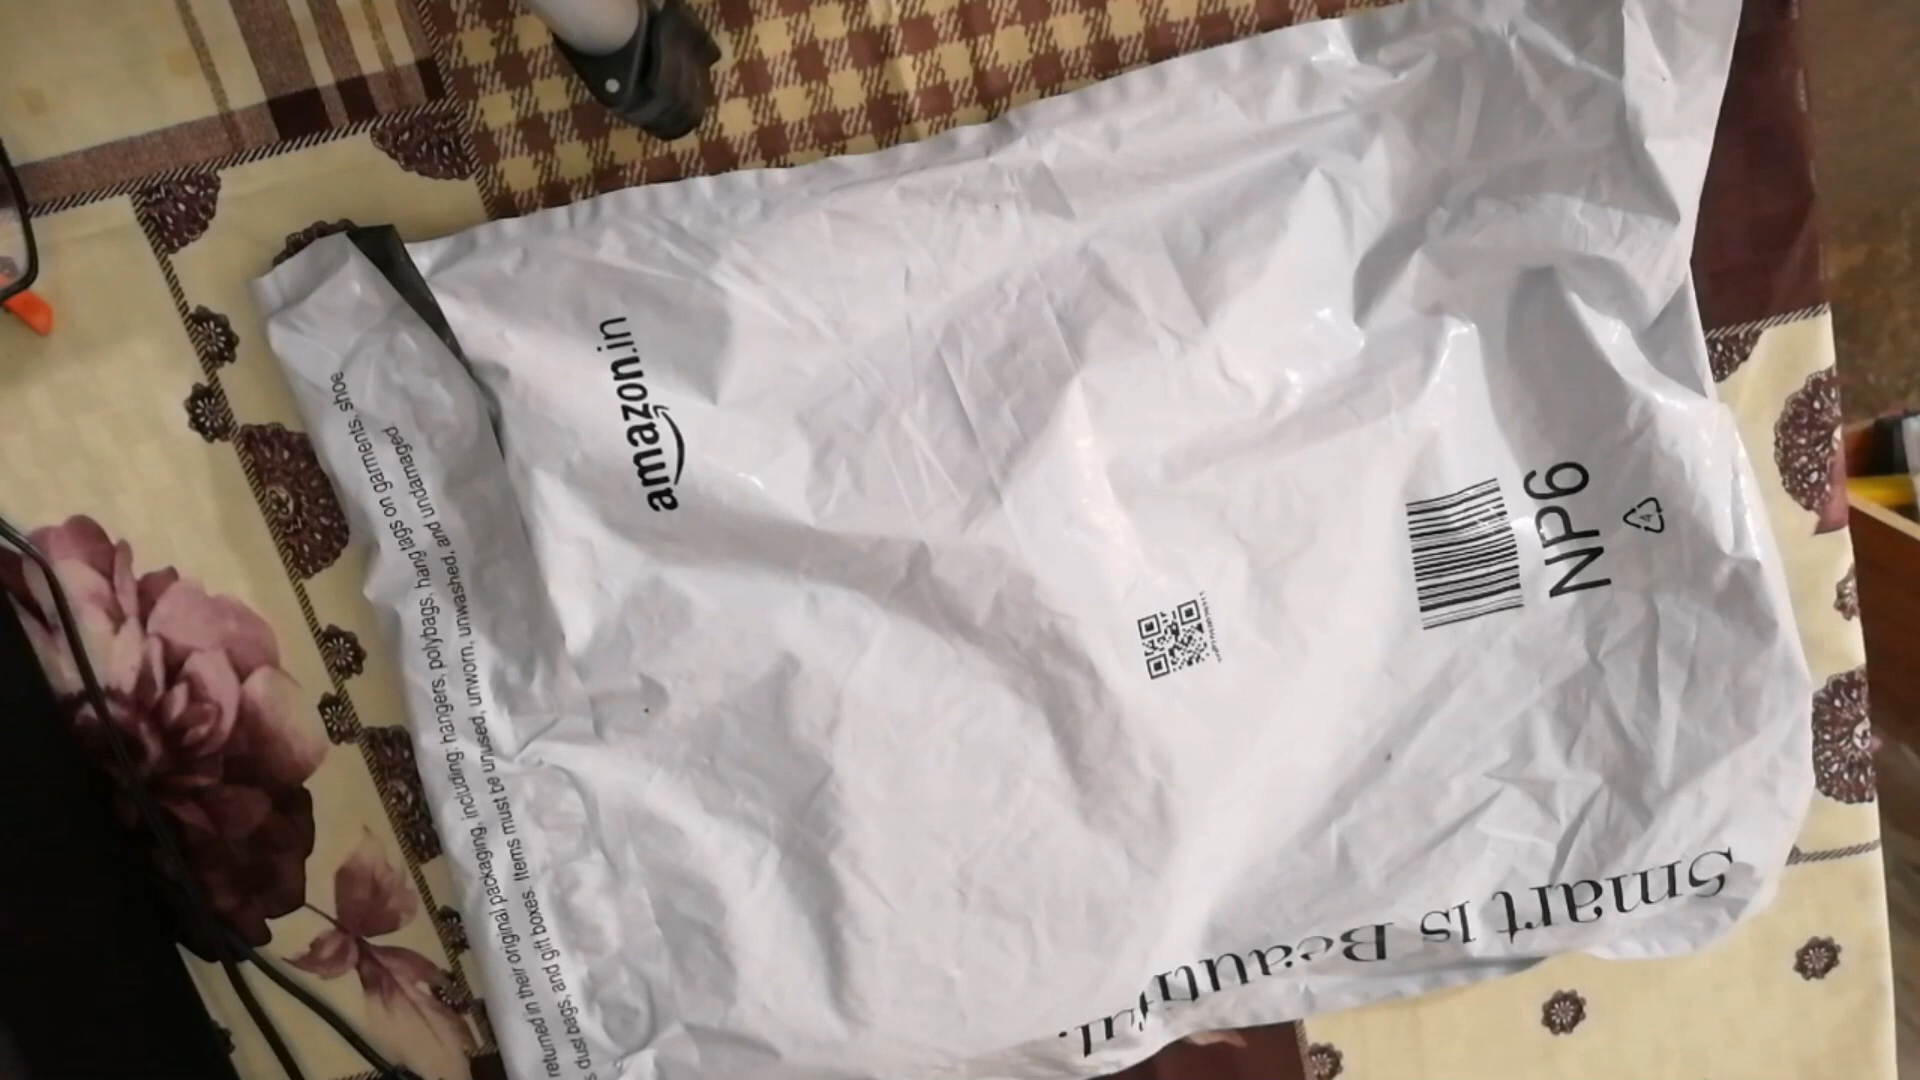 amazon.in
returned in their original packaging, including: hangers, polybags, hang tags on garments, shoe
dust bags, and gift boxes. Items must be unused, unworn, unwashed, and undamaged
NP6
4
Smart Is Beautiful.